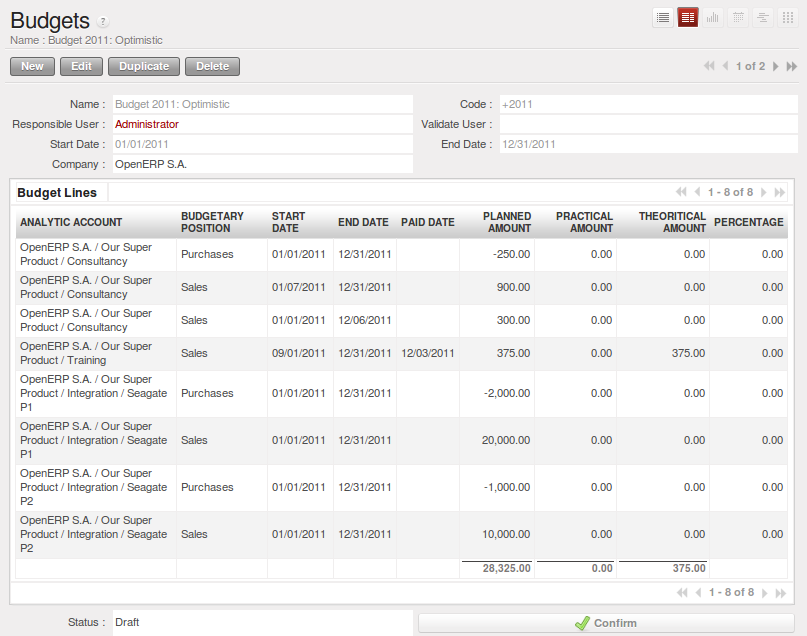 Budgets ?
Name : Budget 2011: Optimistic
New Edit Duplicate Delete 1 of 2
Name : Budget 2011: Optimistic Code : +2011
Responsible User : Administrator Validate User :
Start Date : 01/01/2011 End Date : 12/31/2011
Company : OpenERP S.A.
Budget Lines 1 - 8 of 8
ANALYTIC ACCOUNT BUDGETARY POSITION START DATE END DATE PAID DATE PLANNED AMOUNT PRACTICAL AMOUNT THEORITICAL AMOUNT PERCENTAGE
OpenERP S.A. / Our Super
Product / Consultancy Purchases 01/01/2011 12/31/2011 -250.00 0.00 0.00 0.00
OpenERP S.A. / Our Super
Product / Consultancy Sales 01/07/2011 12/31/2011 900.00 0.00 0.00 0.00
OpenERP S.A. / Our Super
Product / Consultancy Sales 01/01/2011 12/06/2011 300.00 0.00 0.00 0.00
OpenERP S.A. / Our Super
Product / Training Sales 09/01/2011 12/31/2011 12/03/2011 375.00 0.00 375.00 0.00
OpenERP S.A. / Our Super
Product / Integration / Seagate Purchases 01/01/2011 12/31/2011 -2,000.00 0.00 0.00 0.00
P1
OpenERP S.A. / Our Super
Product / Integration / Seagate Sales 01/01/2011 12/31/2011 20,000.00 0.00 0.00 0.00
P1
OpenERP S.A. / Our Super
Product / Integration / Seagate Purchases 01/01/2011 12/31/2011 -1,000.00 0.00 0.00 0.00
P2
OpenERP S.A. / Our Super
Product / Integration / Seagate Sales 01/01/2011 12/31/2011 10,000.00 0.00 0.00 0.00
P2
28,325.00 0.00 375.00
1 - 8 of 8
Status : Draft Confirm